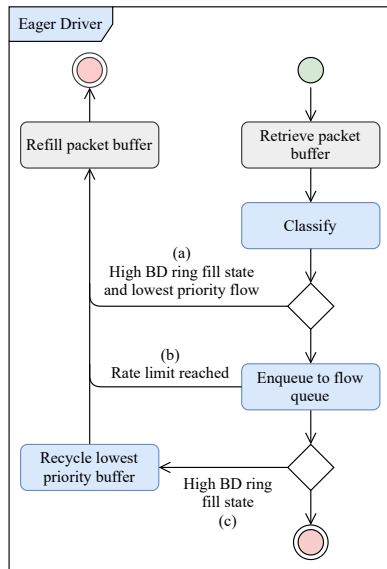 Eager Driver
Refill packet buffer
Retrieve packet
buffer
Classify
(a)
High BD ring fill state
and lowest priority flow
(b)
Rate limit reached
Enqueue to flow
queue
Recycle lowest
priority buffer
High BD ring
fill state
(c)